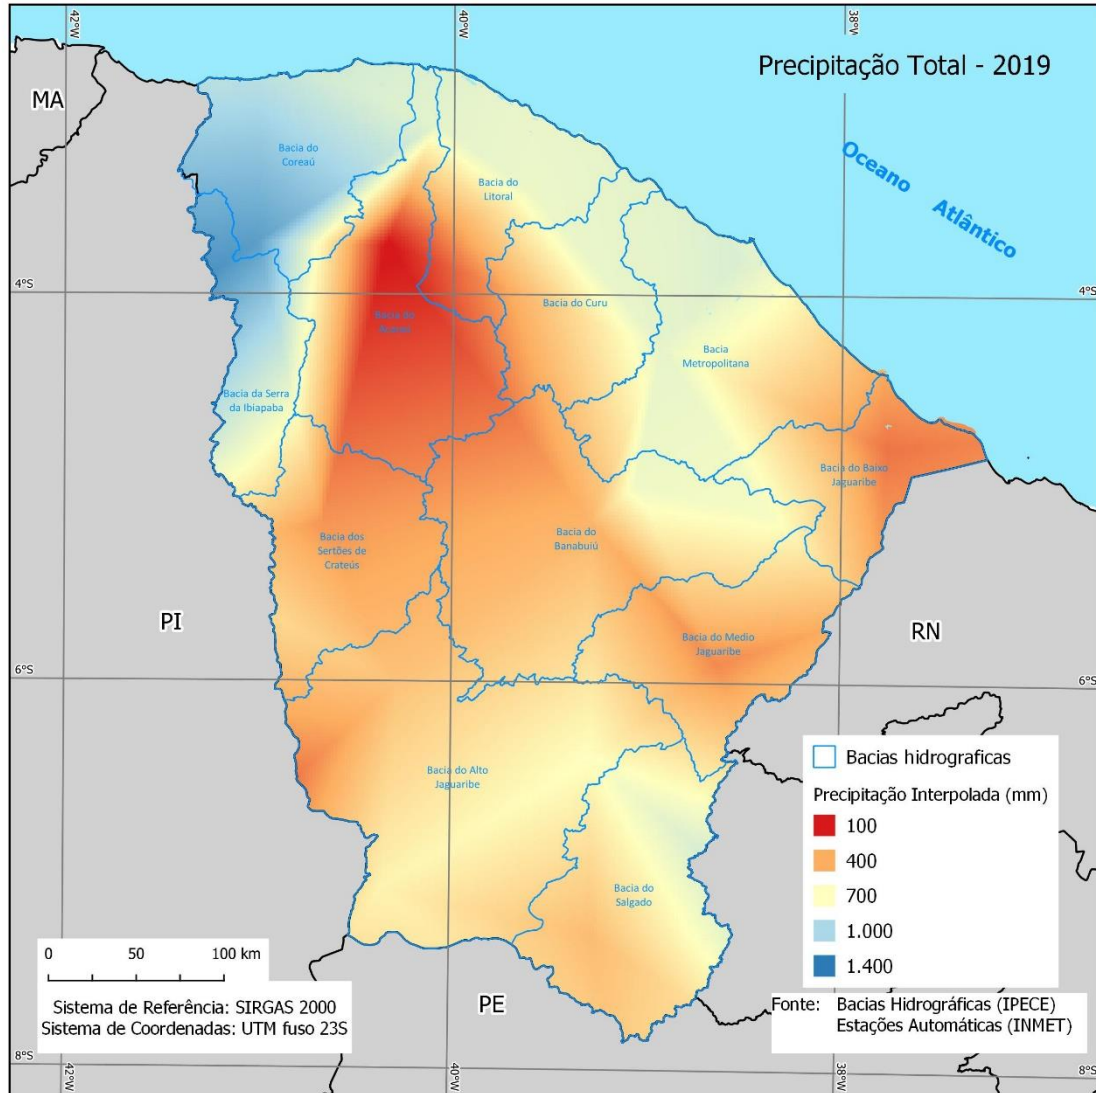 42°W
40°W
38°W
Precipitação Total - 2019
MA
Oceano
Atlântico
Bacia do
Coreaú
Bacia do
Litoral
4°S
4°S
Bacia do Curu
Bacia do
Bacia
Metropolitana
Bacia da Serra
da Ibiapaba
Bacia do Baixo
Jaguaribe
Bacia dos
Sertões de
Crateús
Bacia do
Banabuiú
PI
RN
Bacia do Medio
Jaguaribe
6°S
6°S
Bacia do Alto
Jaguaribe
Bacia do
Salgado
Bacias hidrograficas
Precipitação Interpolada (mm)
100
400
700
1.000
1.400
0 50 100 km
Sistema de Referência: SIRGAS 2000
Sistema de Coordenadas: UTM fuso 23S
PE
Fonte: Bacias Hidrográficas (IPECE)
Estações Automáticas (INMET)
8°S
8°S
42°W
40°W
38°W